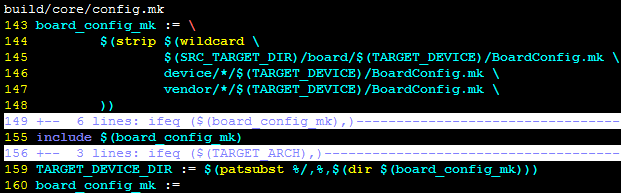 build/core/config.mk
143 board_config_mk := \
144         $(strip $(wildcard \
145                 $(SRC_TARGET_DIR)/board/$(TARGET_DEVICE)/BoardConfig.mk \
146                 device/*/$(TARGET_DEVICE)/BoardConfig.mk \
147                 vendor/*/$(TARGET_DEVICE)/BoardConfig.mk \
148         ))
149 +--  6 lines: ifeq ($(board_config_mk),)---------------------------------
155 include $(board_config_mk)
156 +--  3 lines: ifeq ($(TARGET_ARCH),)-------------------------------------
159 TARGET_DEVICE_DIR := $(patsubst %/,%,$(dir $(board_config_mk)))
160 board_config_mk :=